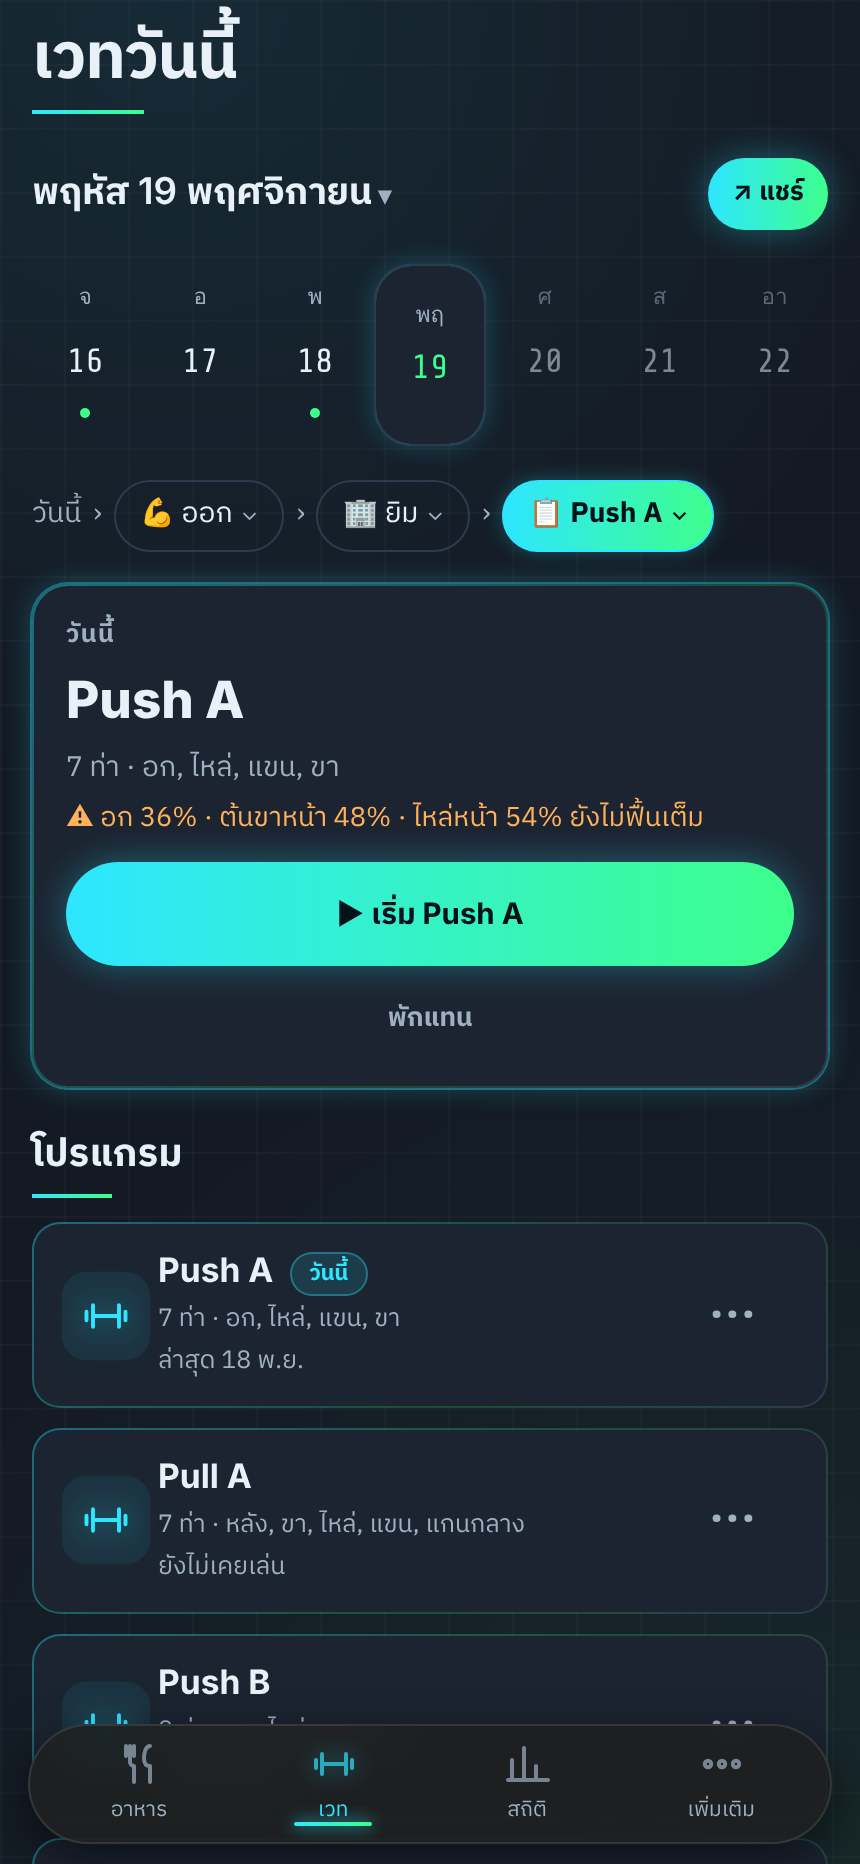 เวทวันนี้
พฤหัส 19 พฤศจิกายน ▾
↗ แชร์
จ อ พ พฤ ศ ส อา
16 17 18 19 20 21 22
วันนี้ › 💪 ออก › 🏢 ยิม › 📋 Push A
วันนี้
Push A
7 ท่า · อก, ไหล่, แขน, ขา
⚠ อก 36% · ต้นขาหน้า 48% · ไหล่หน้า 54% ยังไม่ฟื้นเต็ม
▶ เริ่ม Push A
พักแทน
โปรแกรม
Push A วันนี้
7 ท่า · อก, ไหล่, แขน, ขา
ล่าสุด 18 พ.ย.
Pull A
7 ท่า · หลัง, ขา, ไหล่, แขน, แกนกลาง
ยังไม่เคยเล่น
Push B
อาหาร เวท สถิติ เพิ่มเติม